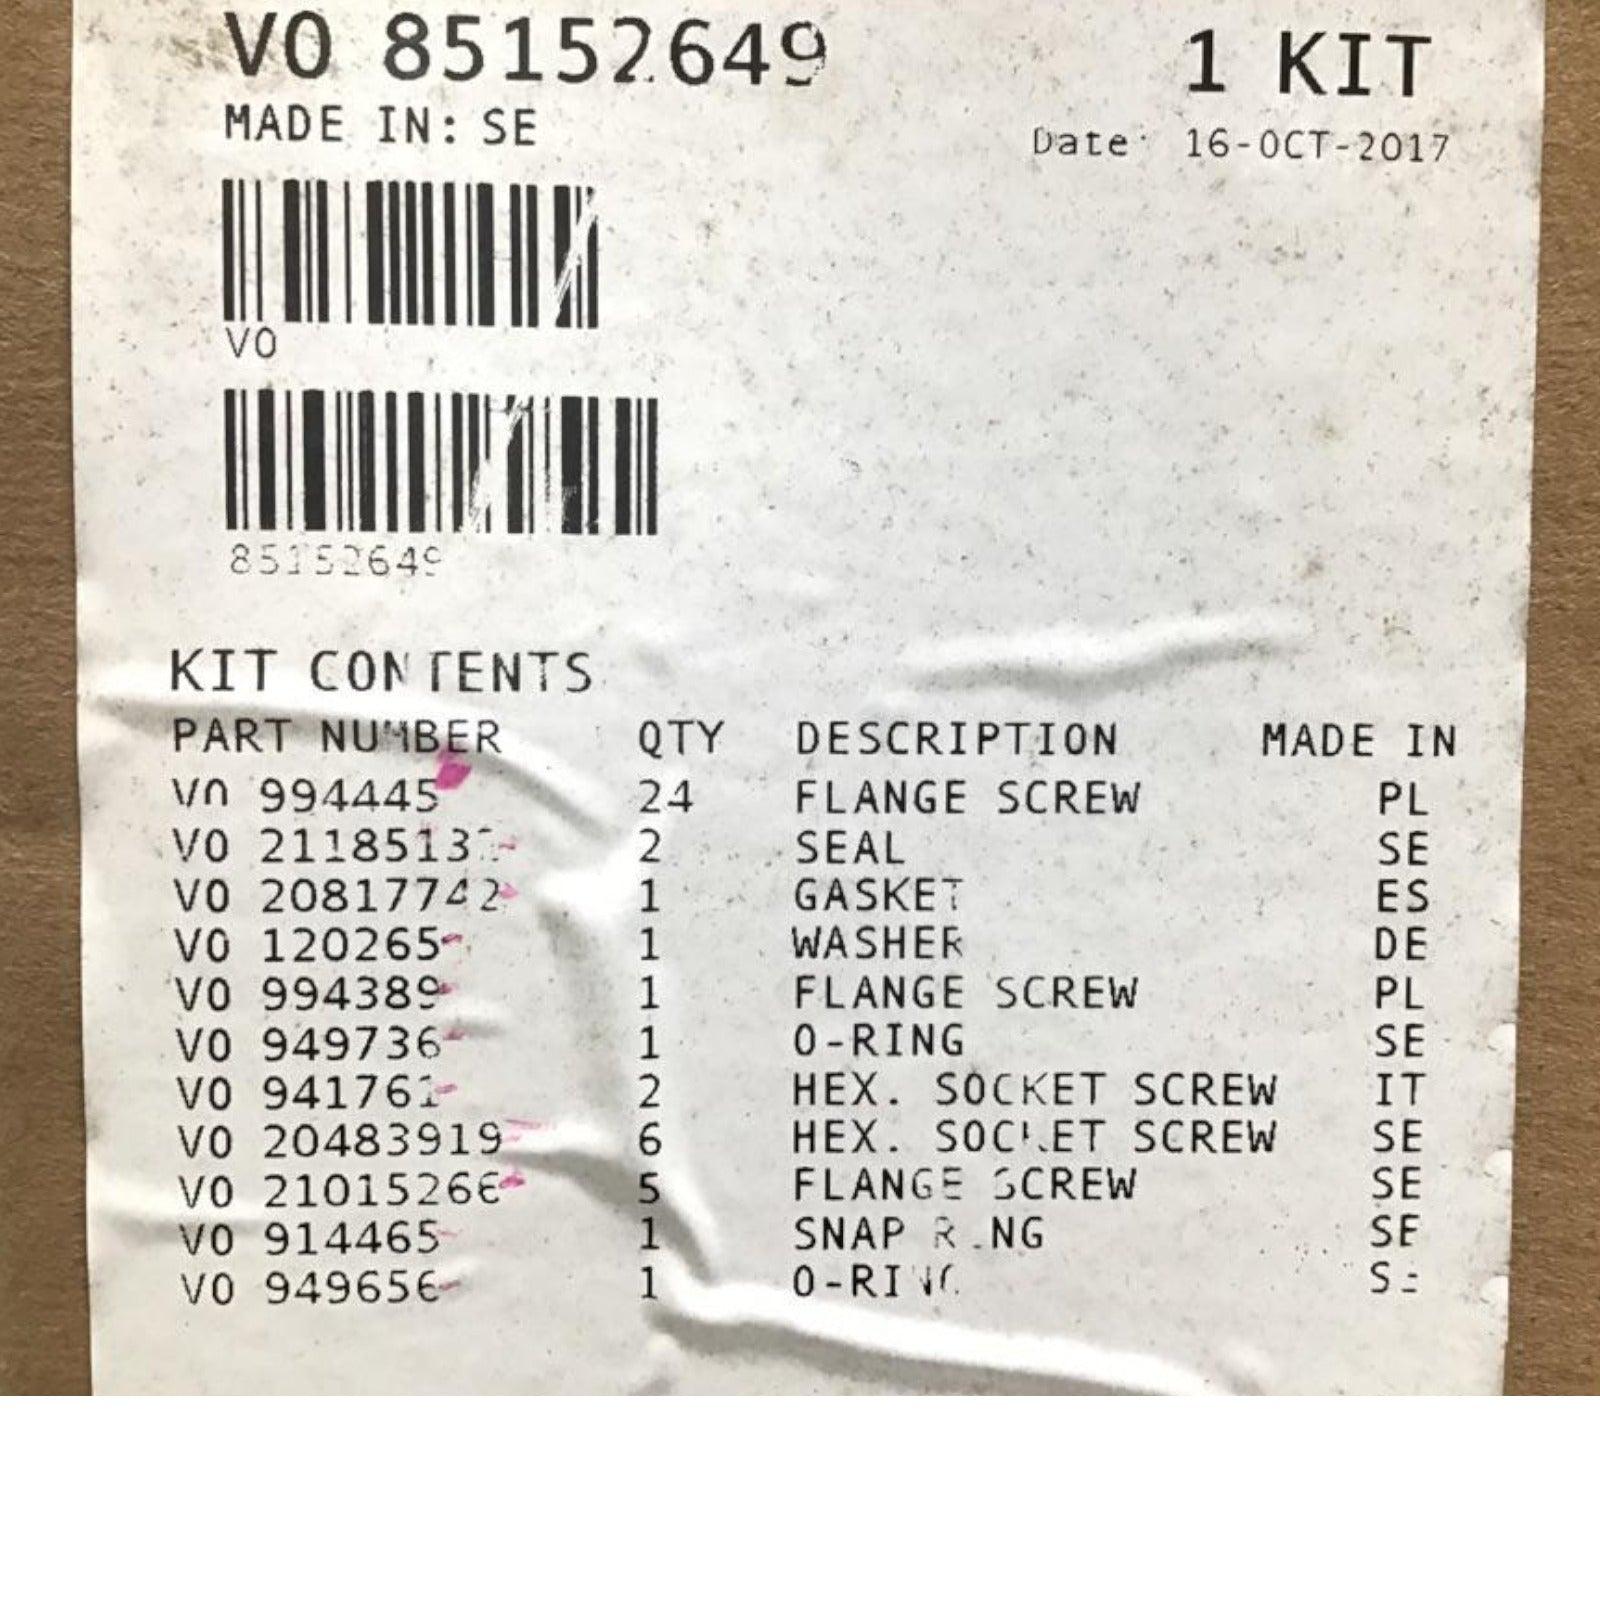 VO 85152649 1 KIT
MADE IN: SE Date: 16-OCT-2017
VO
85152649
KIT CONTENTS
PART NUMBER QTY DESCRIPTION MADE IN
VO 994445 24 FLANGE SCREW PL
VO 2 SEAL SE
VO 20817742 1 GASKET ES
VO 120265 1 WASHER DE
VO 994389 1 FLANGE SCREW PL
VO 949736 1 O-RING SE
VO 941761 2 HEX. SOCKET SCREW IT
VO 20483919 6 HEX. SOCKET SCREW SE
VO 21015266 5 FLANGE SCREW SE
VO 914465 1 SNAP RING SE
VO 949656 1 O-RING SE